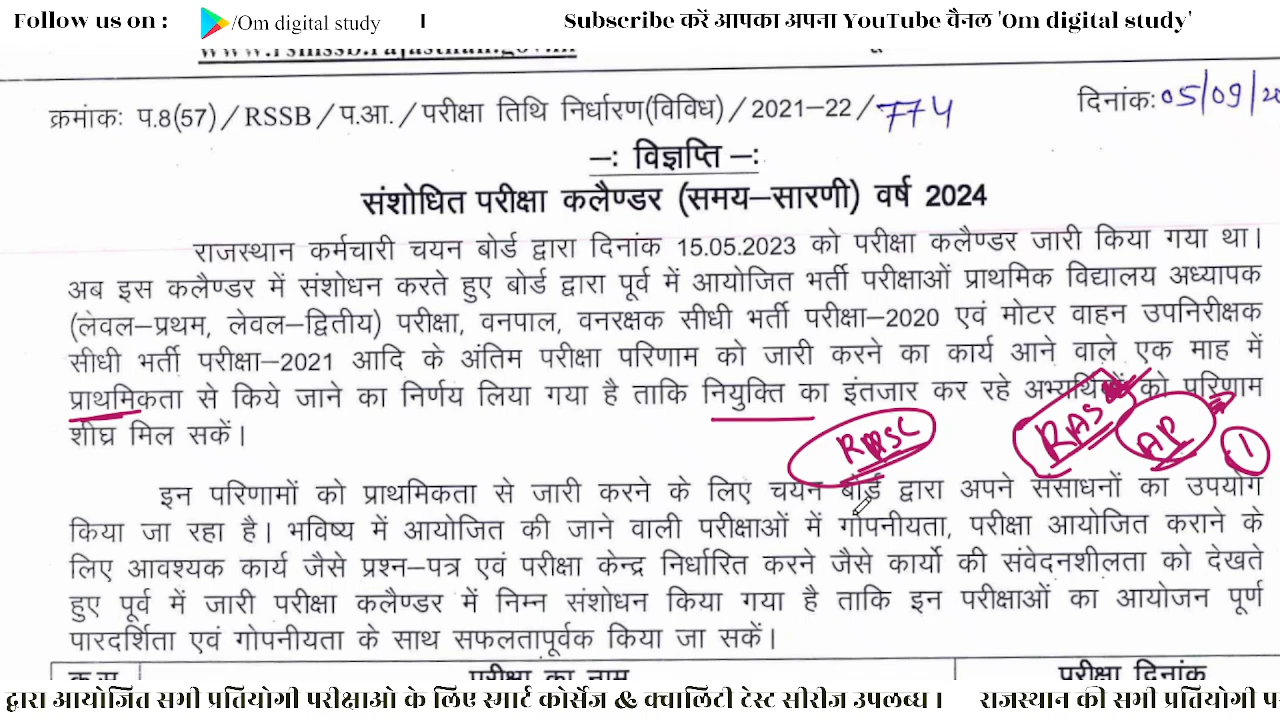 Follow us on : /Om digital study I Subscribe करें आपका अपना YouTube चैनल 'Om digital study'
www.rsmssb.rajasthan.gov.in
क्रमांकः प.8(57)/RSSB/प.आ./परीक्षा तिथि निर्धारण(विविध)/2021–22/774 दिनांकः 05/09/20
–: विज्ञप्ति –:
संशोधित परीक्षा कलैण्डर (समय–सारणी) वर्ष 2024
राजस्थान कर्मचारी चयन बोर्ड द्वारा दिनांक 15.05.2023 को परीक्षा कलैण्डर जारी किया गया था।
अब इस कलैण्डर में संशोधन करते हुए बोर्ड द्वारा पूर्व में आयोजित भर्ती परीक्षाओं प्राथमिक विद्यालय अध्यापक
(लेवल–प्रथम, लेवल–द्वितीय) परीक्षा, वनपाल, वनरक्षक सीधी भर्ती परीक्षा–2020 एवं मोटर वाहन उपनिरीक्षक
सीधी भर्ती परीक्षा–2021 आदि के अंतिम परीक्षा परिणाम को जारी करने का कार्य आने वाले एक माह में
प्राथमिकता से किये जाने का निर्णय लिया गया है ताकि नियुक्ति का इंतजार कर रहे अभ्यर्थियों को परिणाम
शीघ्र मिल सकें।
RAS AP 1
इन परिणामों को प्राथमिकता से जारी करने के लिए चयन बोर्ड द्वारा अपने संसाधनों का उपयोग
किया जा रहा है। भविष्य में आयोजित की जाने वाली परीक्षाओं में गोपनीयता, परीक्षा आयोजित कराने के
लिए आवश्यक कार्य जैसे प्रश्न–पत्र एवं परीक्षा केन्द्र निर्धारित करने जैसे कार्यो की संवेदनशीलता को देखते
हुए पूर्व में जारी परीक्षा कलैण्डर में निम्न संशोधन किया गया है ताकि इन परीक्षाओं का आयोजन पूर्ण
पारदर्शिता एवं गोपनीयता के साथ सफलतापूर्वक किया जा सकें।
क.स. परीक्षा का नाम परीक्षा दिनांक
द्वारा आयोजित सभी प्रतियोगी परीक्षाओ के लिए स्मार्ट कोर्सेज & क्वालिटी टेस्ट सीरीज उपलब्ध । राजस्थान की सभी प्रतियोगी प